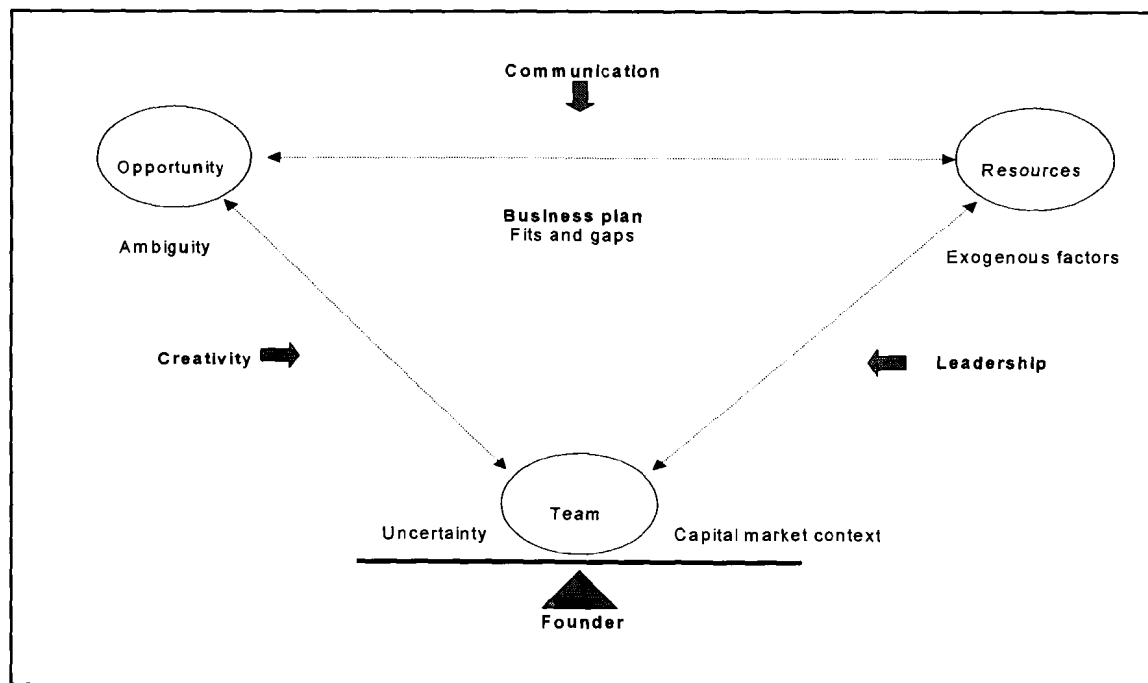 Communication
Opportunity
Resources
Business plan
Fits and gaps
Ambiguity
Exogenous factors
Creativity
Leadership
Team
Uncertainty
Capital market context
Founder